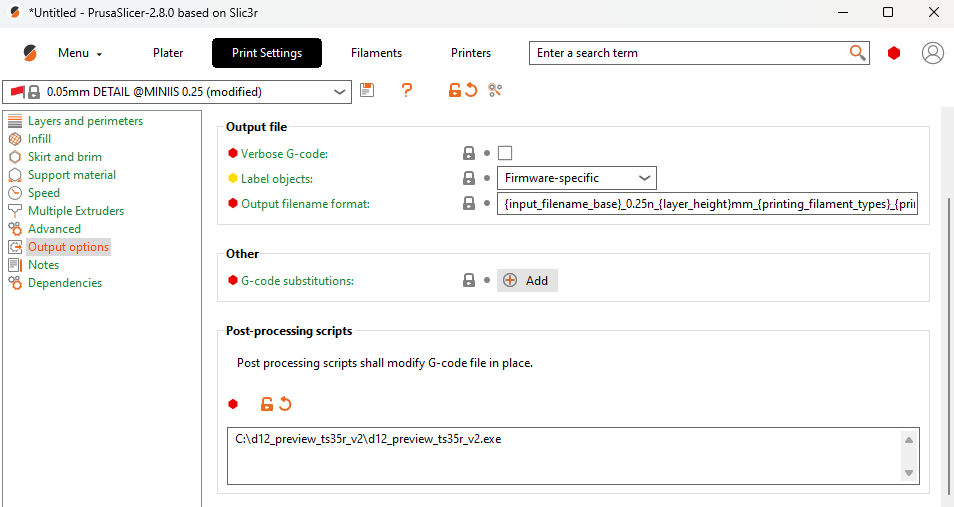 *Untitled - PrusaSlicer-2.8.0 based on Slic3r
Menu Plater Print Settings Filaments Printers Enter a search term
0.05mm DETAIL @MINIIS 0.25 (modified) ?
Layers and perimeters
Infill
Skirt and brim
Support material
Speed
Multiple Extruders
Advanced
Output options
Notes
Dependencies
Output file
Verbose G-code:
Label objects: Firmware-specific
Output filename format: {input_filename_base}_0.25n_{layer_height}mm_{printing_filament_types}_{prin
Other
G-code substitutions: Add
Post-processing scripts
Post processing scripts shall modify G-code file in place.
C:\d12_preview_ts35r_v2\d12_preview_ts35r_v2.exe